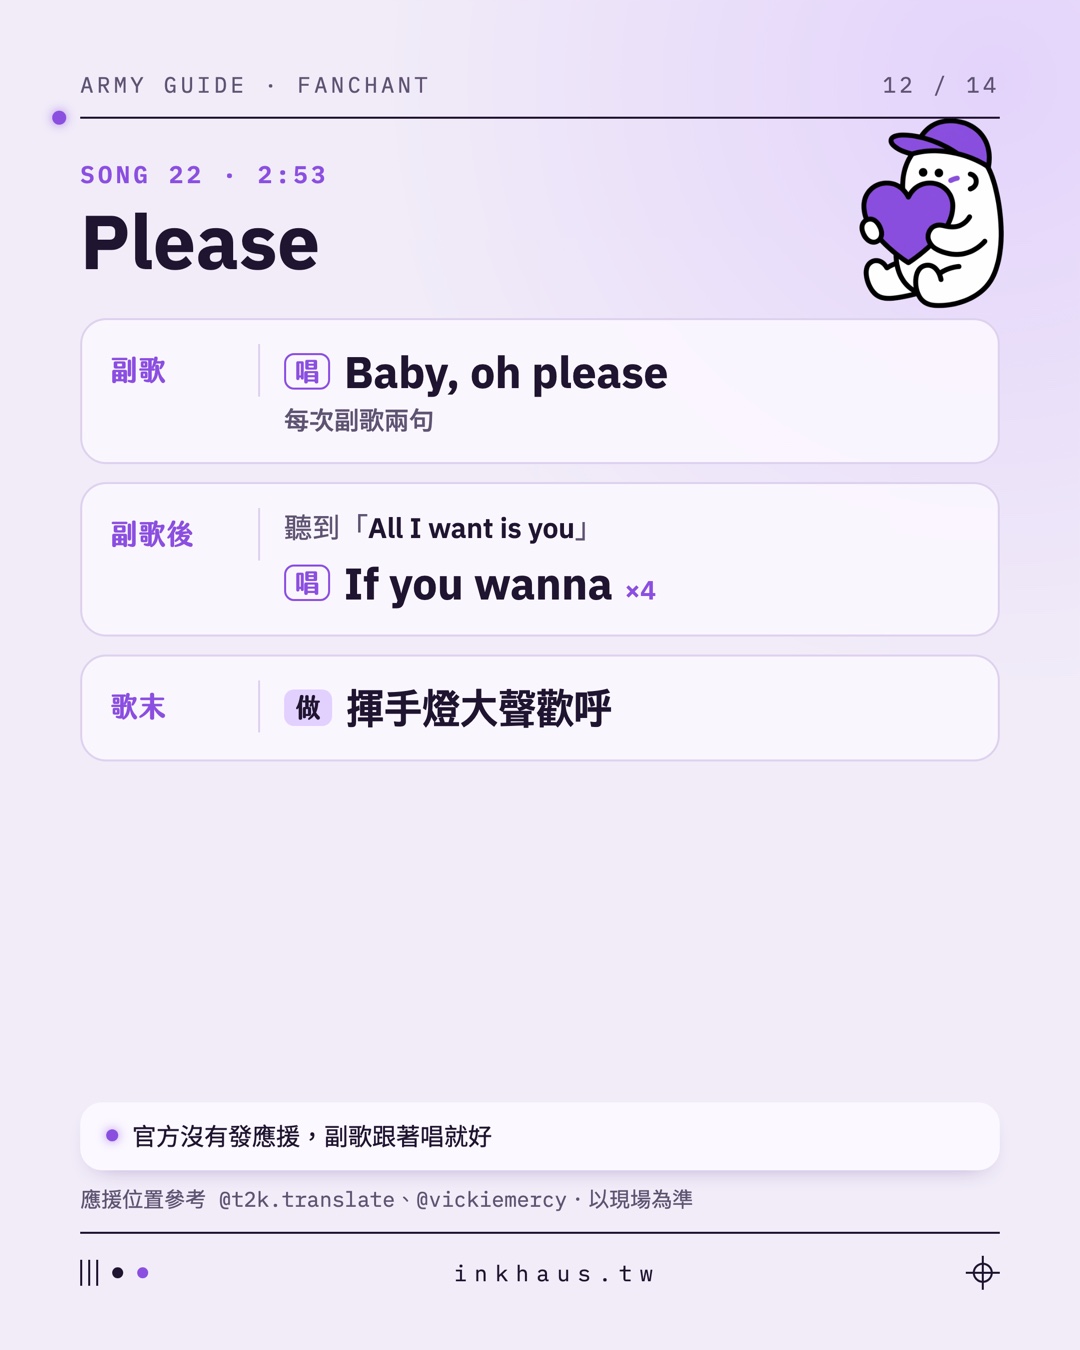 ARMY GUIDE · FANCHANT
12 / 14
SONG 22 · 2:53
Please
副歌
唱 Baby, oh please
每次副歌兩句
副歌後
聽到「All I want is you」
唱 If you wanna ×4
歌末
做 揮手燈大聲歡呼
官方沒有發應援，副歌跟著唱就好
應援位置參考 @t2k.translate、@vickiemercy · 以現場為準
inkhaus.tw